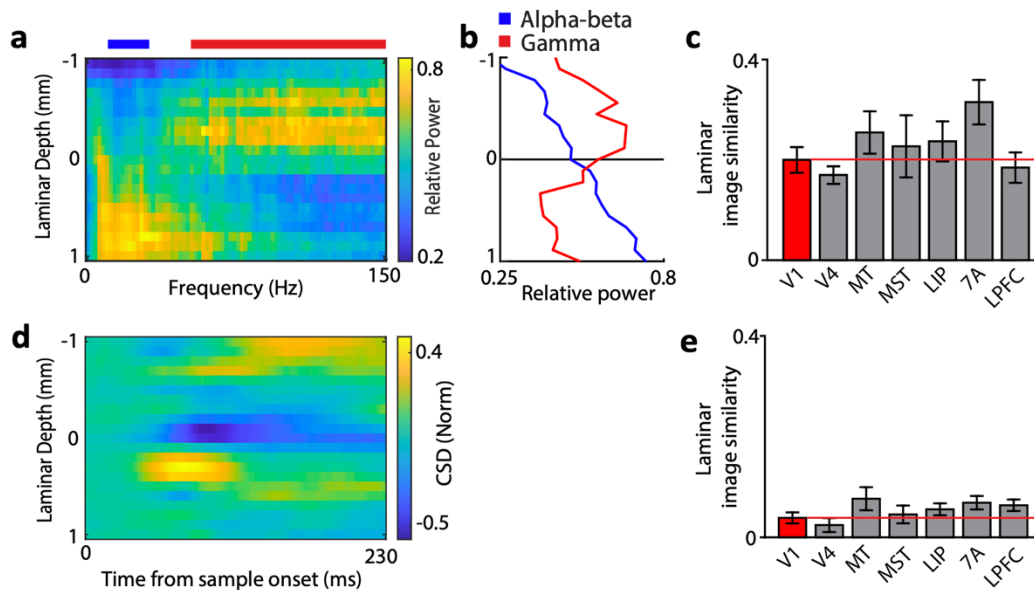 a
-1
0
1
Laminar Depth (mm)
0
150
Frequency (Hz)
0.8
0.2
Relative Power
Alpha-beta
Gamma
b
-1
0
1
0.25
0.8
Relative power
c
0.4
0
Laminar
image similarity
V1
V4
MT
MST
LIP
7A
LPFC
d
-1
0
1
Laminar Depth (mm)
0
230
Time from sample onset (ms)
0.4
-0.5
CSD (Norm)
e
0.4
0
Laminar
image similarity
V1
V4
MT
MST
LIP
7A
LPFC